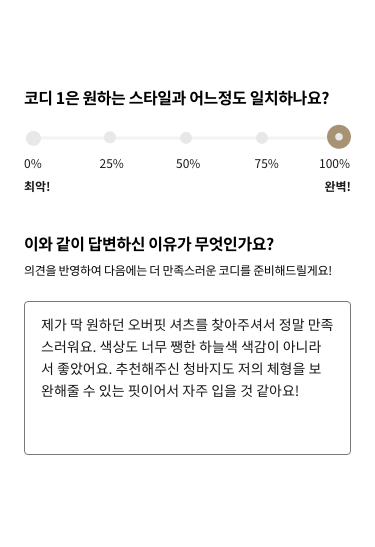 코디 1은 원하는 스타일과 어느정도 일치하나요?
0% 25% 50% 75% 100%
최악! 완벽!
이와 같이 답변하신 이유가 무엇인가요?
의견을 반영하여 다음에는 더 만족스러운 코디를 준비해드릴게요!
제가 딱 원하던 오버핏 셔츠를 찾아주셔서 정말 만족
스러워요. 색상도 너무 쨍한 하늘색 색감이 아니라
서 좋았어요. 추천해주신 청바지도 저의 체형을 보
완해줄 수 있는 핏이어서 자주 입을 것 같아요!